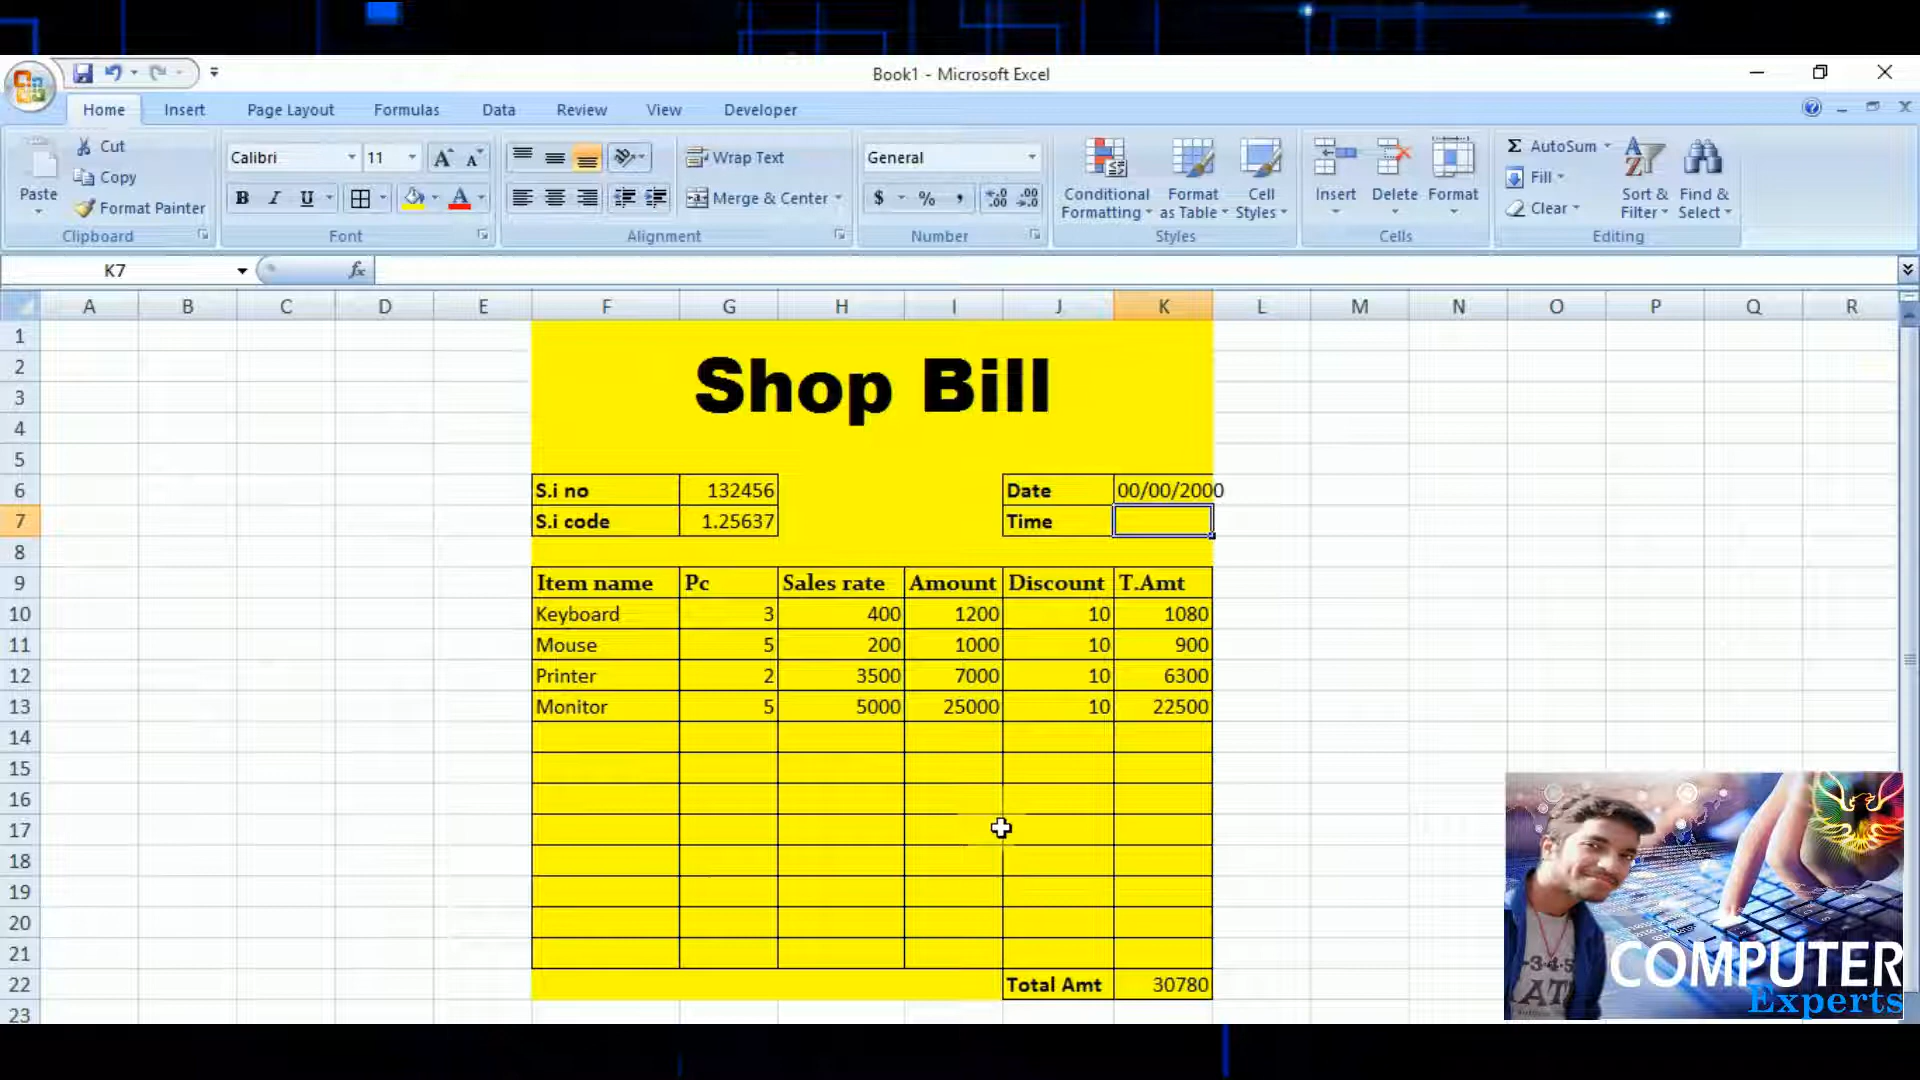 Book1 - Microsoft Excel
Home Insert Page Layout Formulas Data Review View Developer
Paste
Cut
Copy
Format Painter
Clipboard
Calibri 11
B I U
Font
Wrap Text
Merge & Center
Alignment
General
$ % ,
Number
Conditional Formatting
Format as Table
Cell Styles
Styles
Insert Delete Format
Cells
Σ AutoSum
Fill
Clear
Sort & Filter
Find & Select
Editing
K7 fx
A B C D E F G H I J K L M N O P Q R
1
2
3
4
Shop Bill
5
6 S.i no 132456 Date 00/00/2000
7 S.i code 1.25637 Time
8
9 Item name Pc Sales rate Amount Discount T.Amt
10 Keyboard 3 400 1200 10 1080
11 Mouse 5 200 1000 10 900
12 Printer 2 3500 7000 10 6300
13 Monitor 5 5000 25000 10 22500
14
15
16
17
18
19
20
21
22 Total Amt 30780
23
COMPUTER
Experts